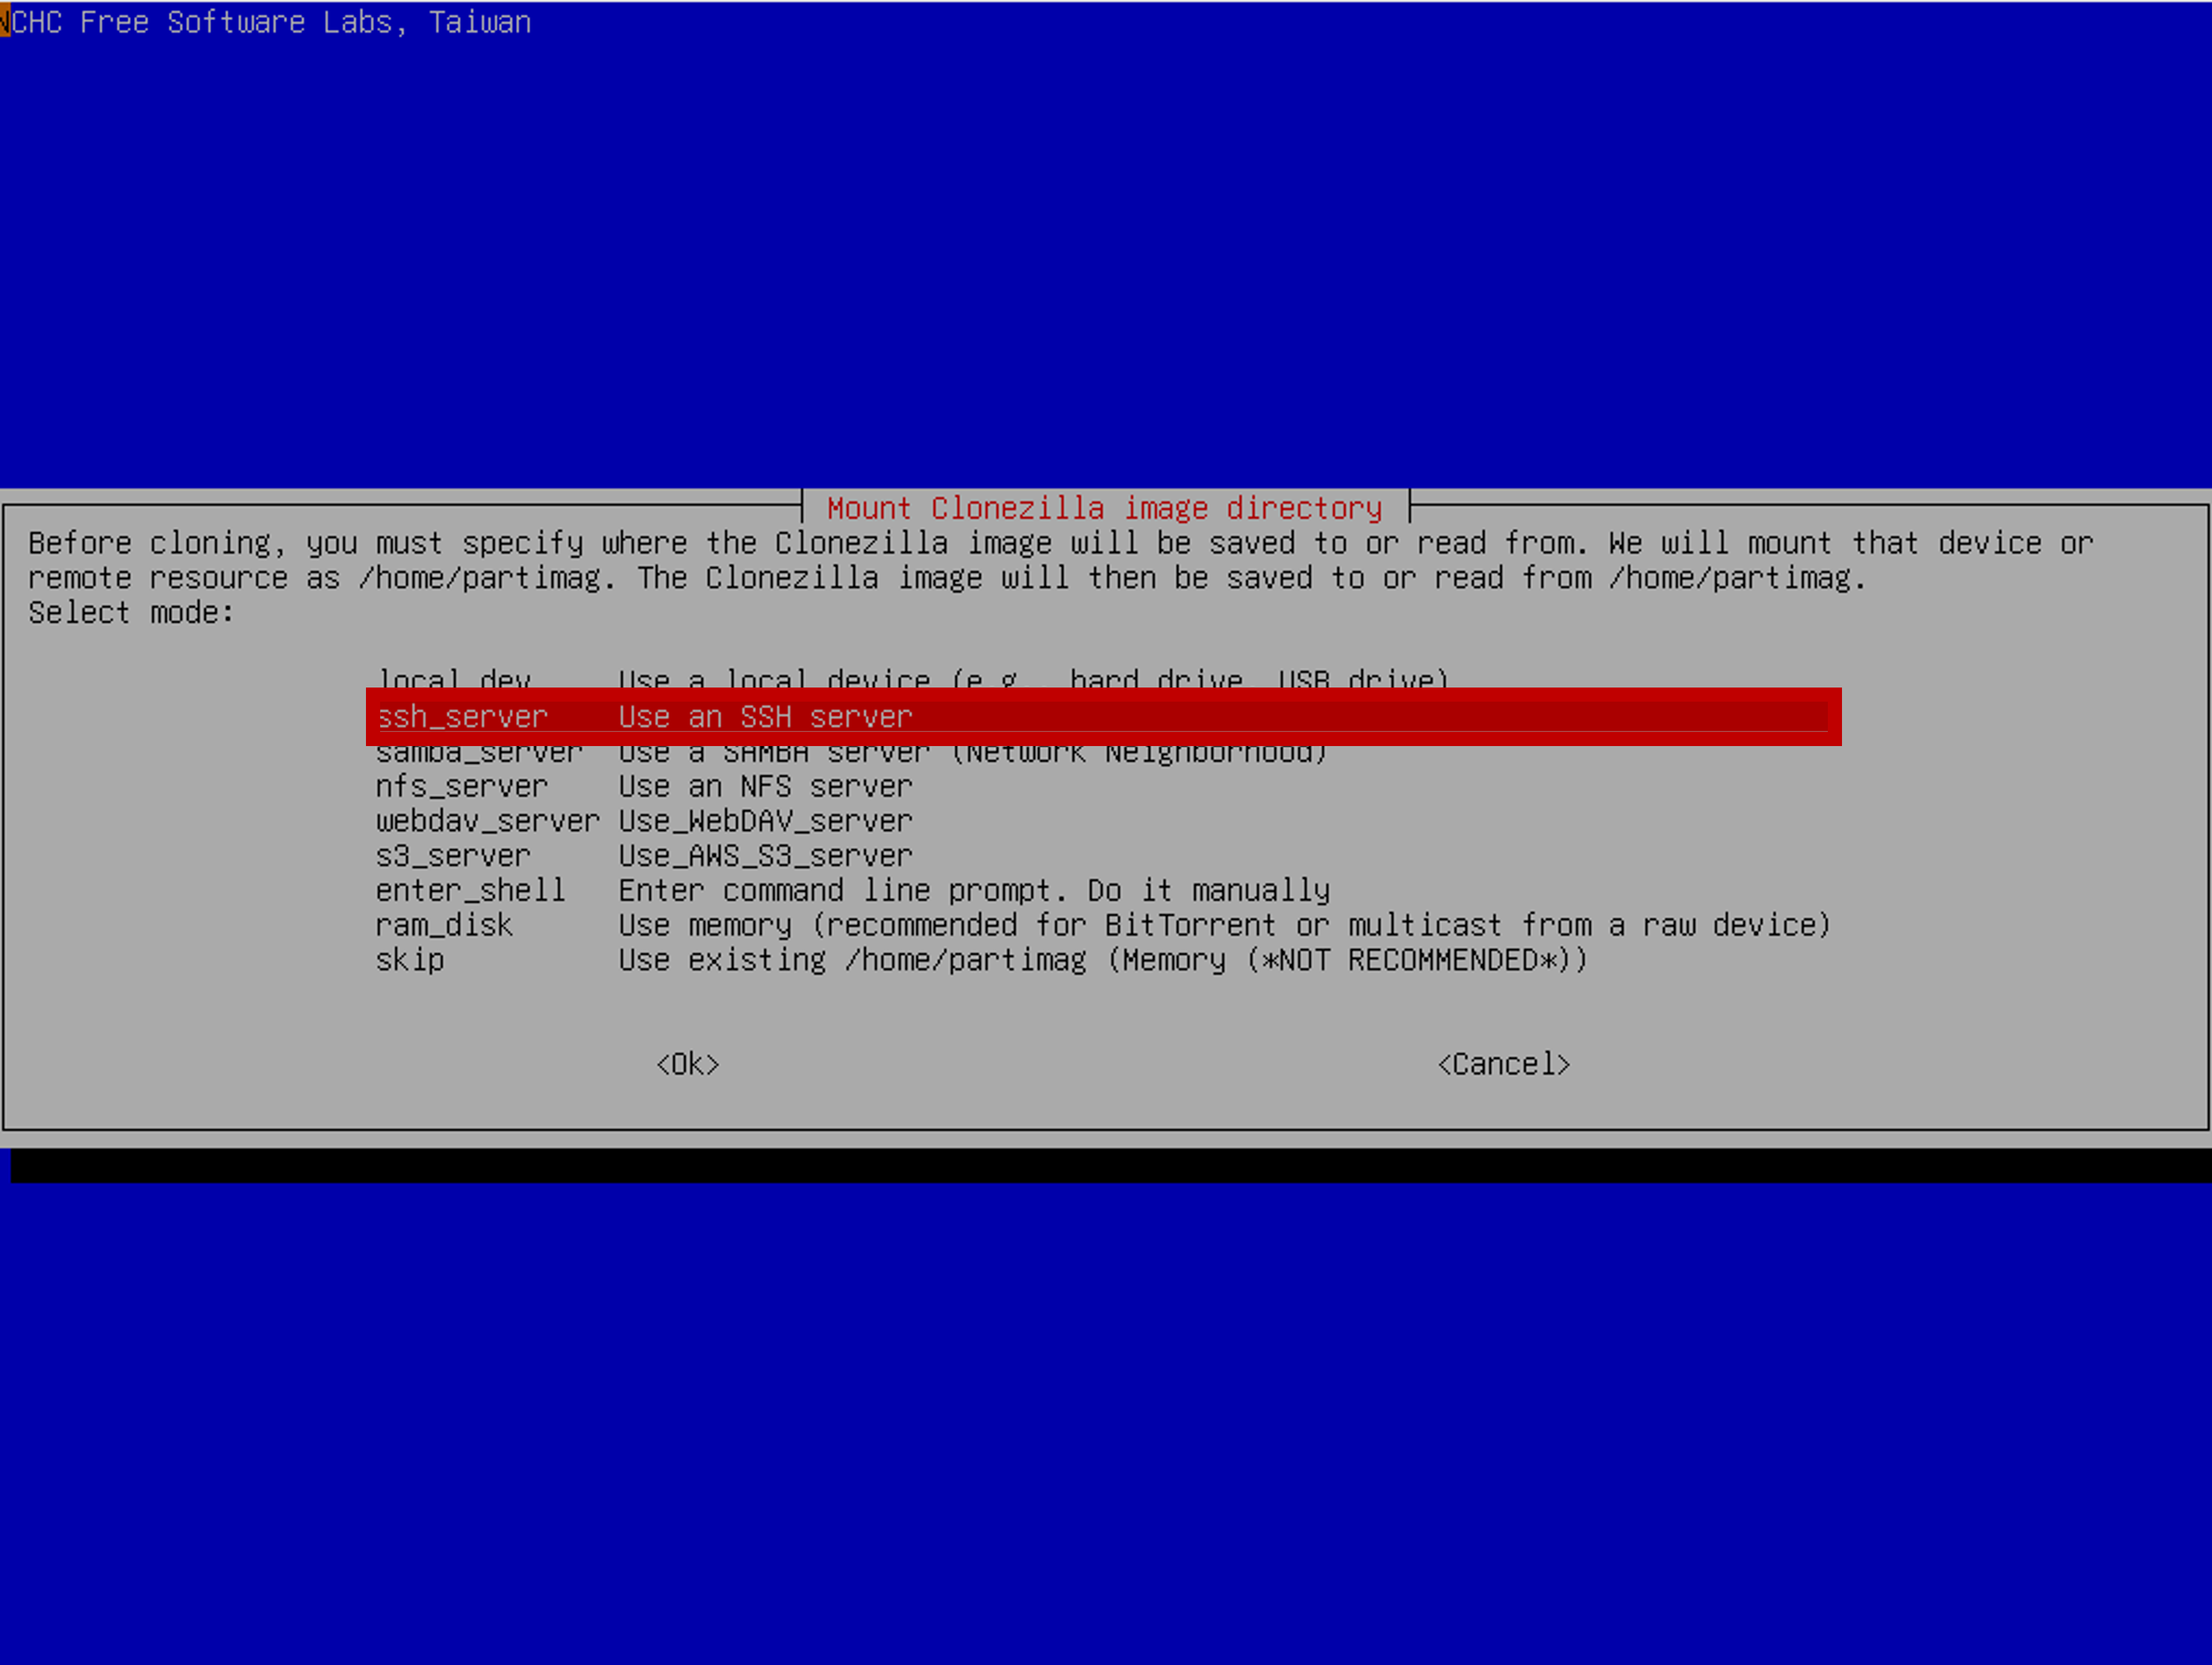 NCHC Free Software Labs, Taiwan
Mount Clonezilla image directory
Before cloning, you must specify where the Clonezilla image will be saved to or read from. We will mount that device or
remote resource as /home/partimag. The Clonezilla image will then be saved to or read from /home/partimag.
Select mode:
local_dev Use a local device (e.g., hard drive, USB drive)
ssh_server Use an SSH server
samba_server Use a SAMBA server (Network Neighborhood)
nfs_server Use an NFS server
webdav_server Use_WebDAV_server
s3_server Use_AWS_S3_server
enter_shell Enter command line prompt. Do it manually
ram_disk Use memory (recommended for BitTorrent or multicast from a raw device)
skip Use existing /home/partimag (Memory (*NOT RECOMMENDED*))
<Ok> <Cancel>